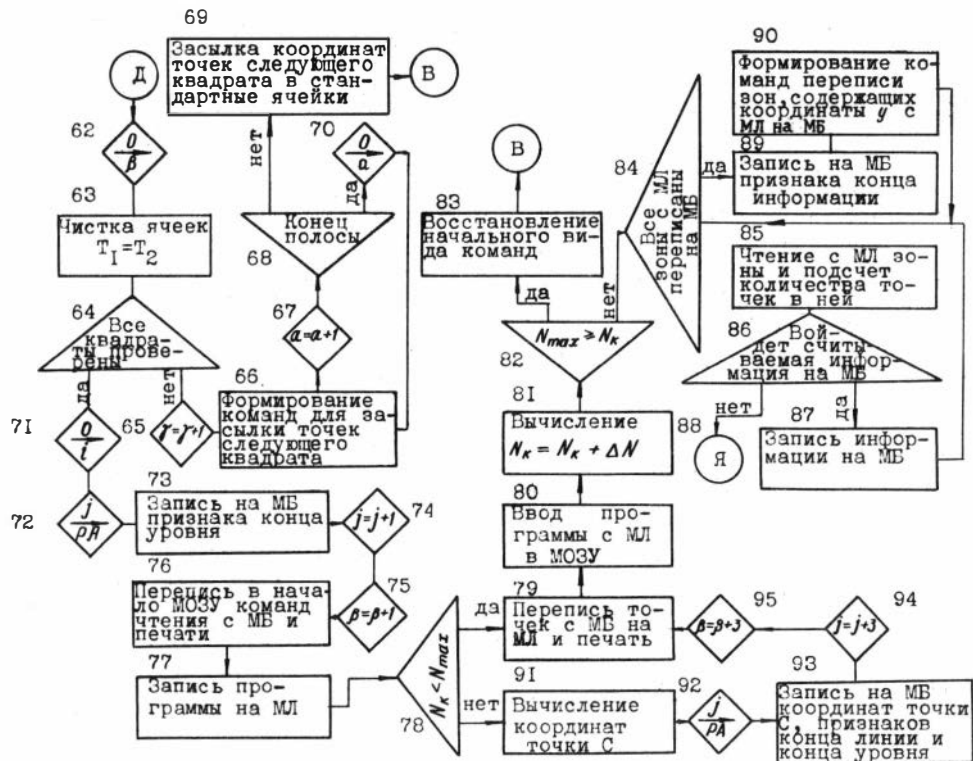 69
Засылка координат
точек следующего
квадрата в стан-
дартные ячейки
В
Д
62
0
β
63
Чистка ячеек
T₁=T₂
64
Все
квадра-
ты прове-
рены
да
нет
65
γ=γ+1
66
Формирование
команд для за-
сылки точек
следующего
квадрата
67
a=a+1
68
Конец
полосы
нет
да
70
0
a
71
0
i
72
j
PA
73
Запись на МБ
признака конца
уровня
74
j=j+1
75
β=β+1
76
Перепись в нача-
ло МОЗУ команд
чтения с МБ и
печати
77
Запись про-
граммы на МЛ
78
Nк<Nmax
да
нет
79
Перепись то-
чек с МБ на
МЛ и печать
80
Ввод про-
граммы с МЛ
в МОЗУ
81
Вычисление
Nк = Nк + ΔN
82
Nmax ≥ Nк
да
нет
83
Восстановление
начального ви-
да команд
В
84
Все
зоны с МЛ
переписаны
на МБ
да
90
Формирование ко-
манд переписи
зон, содержащих
координаты y с
МЛ на МБ
89
Запись на МБ
признака конца
информации
85
Чтение с МЛ зо-
ны и подсчет
количества то-
чек в ней
86
Вой-
дет считы-
ваемая инфор-
мация на МБ
нет
да
88
Я
87
Запись инфор-
мации на МБ
91
Вычисление
координат
точки С
92
j
PA
93
Запись на МБ
координат точки
С, признаков
конца линии и
конца уровня
94
j=j+3
95
β=β+3